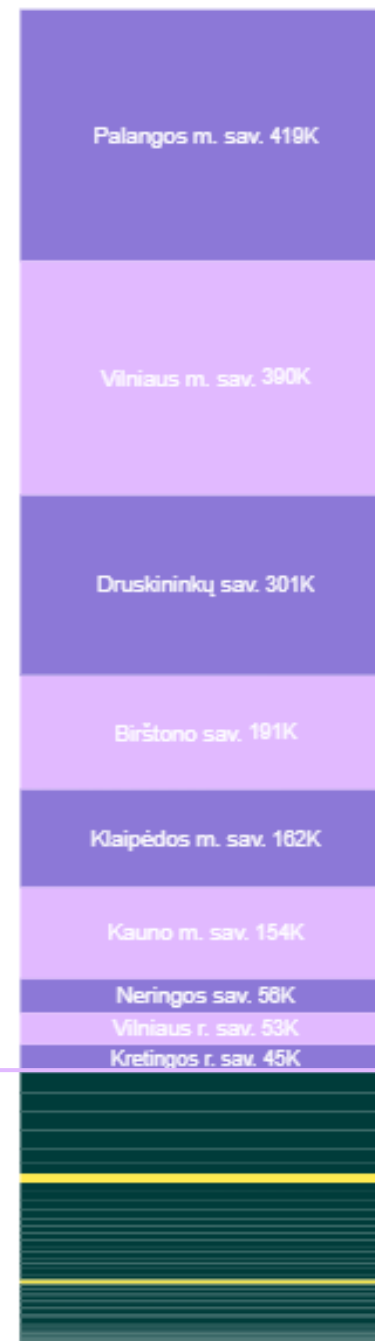 Palangos m. sav. 419K
Vilniaus m. sav. 390K
Druskininkų sav. 301K
Birštono sav. 191K
Klaipėdos m. sav. 162K
Kauno m. sav. 154K
Neringos sav. 56K
Vilniaus r. sav. 53K
Kretingos r. sav. 45K